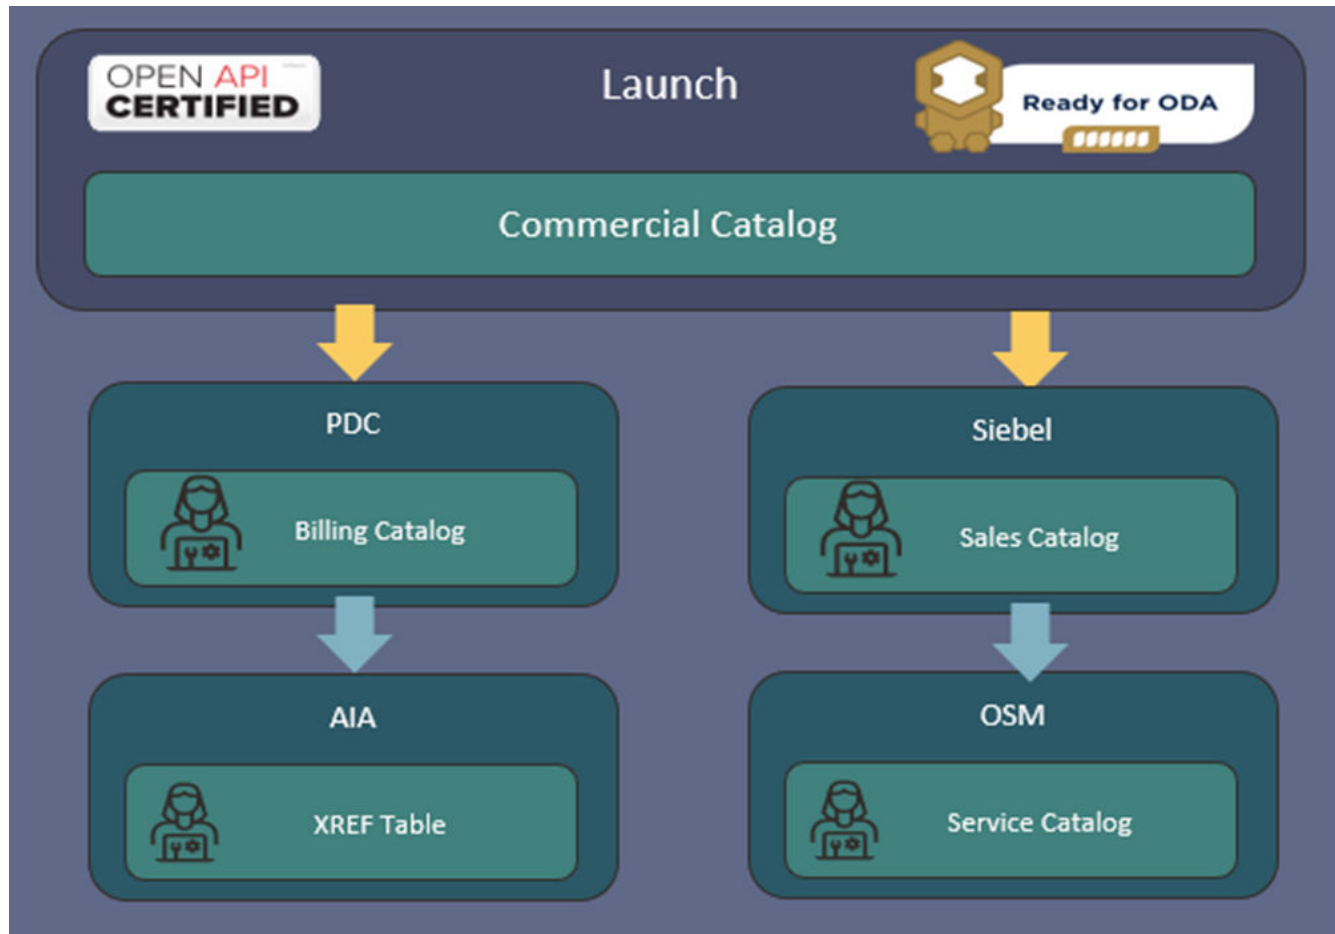 OPEN API
CERTIFIED
Launch
Ready for ODA
Commercial Catalog
PDC
Billing Catalog
Siebel
Sales Catalog
AIA
XREF Table
OSM
Service Catalog